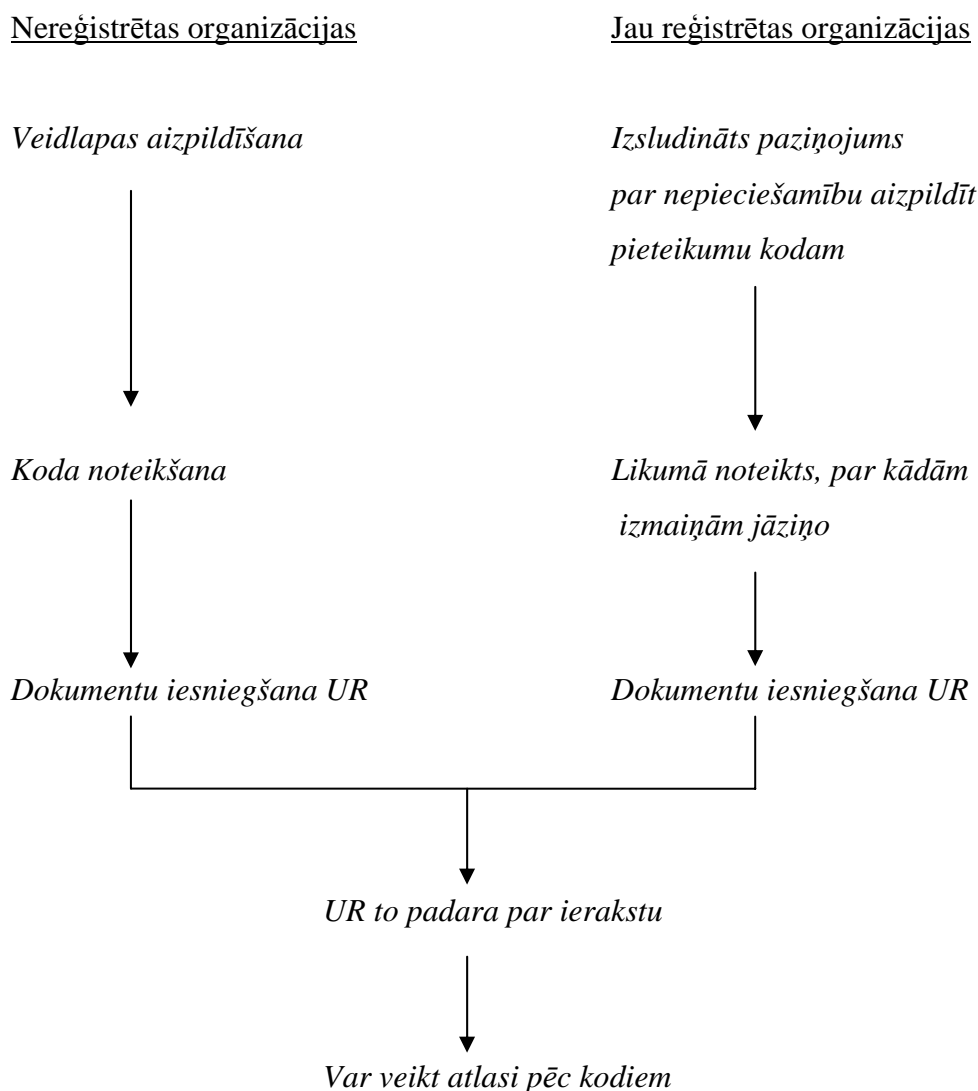 Nereģistrētas organizācijas
Jau reģistrētas organizācijas
Veidlapas aizpildīšana
Izsludināts paziņojums
par nepieciešamību aizpildīt
pieteikumu kodam
Koda noteikšana
Likumā noteikts, par kādām
izmaiņām jāziņo
Dokumentu iesniegšana UR
Dokumentu iesniegšana UR
UR to padara par ierakstu
Var veikt atlasi pēc kodiem